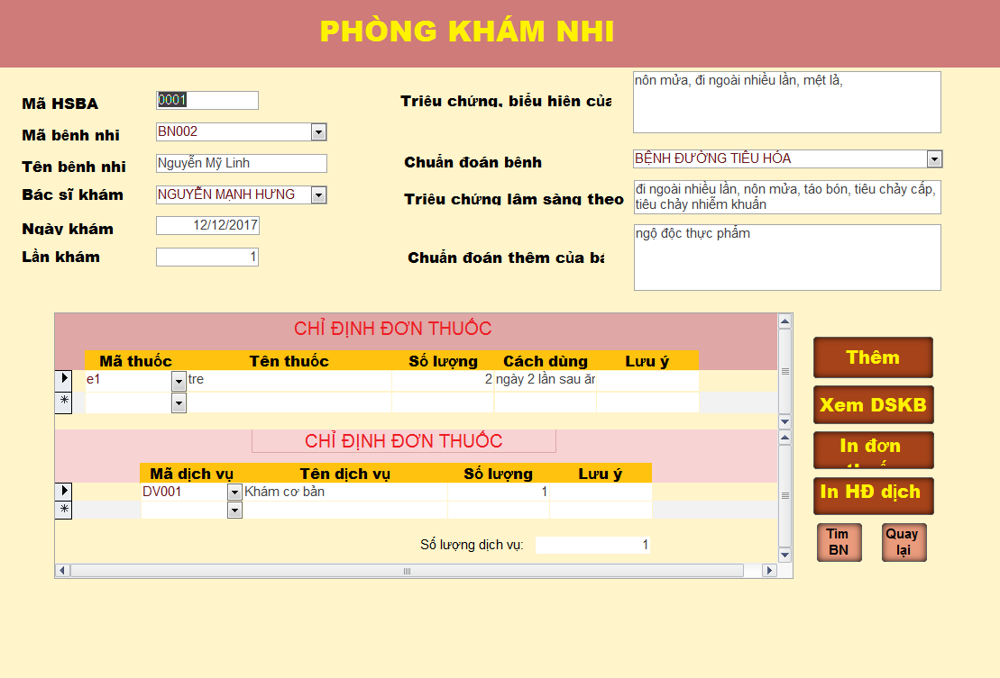 PHÒNG KHÁM NHI
Mã HSBA
0001
Triêu chứng, biểu hiên của
nôn mửa, đi ngoài nhiều lần, mệt lả,
Mã bênh nhi
BN002
Tên bênh nhi
Nguyễn Mỹ Linh
Chuẩn đoán bênh
BỆNH ĐƯỜNG TIÊU HÓA
Bác sĩ khám
NGUYỄN MẠNH HƯNG
Triêu chứng lâm sàng theo
đi ngoài nhiều lần, nôn mửa, táo bón, tiêu chảy cấp,
tiêu chảy nhiễm khuẩn
Ngày khám
12/12/2017
Lần khám
1
Chuẩn đoán thêm của bá
ngộ độc thực phẩm
CHỈ ĐỊNH ĐƠN THUỐC
Mã thuốc Tên thuốc Số lượng Cách dùng Lưu ý
e1 tre 2 ngày 2 lần sau ăn
CHỈ ĐỊNH ĐƠN THUỐC
Mã dịch vụ Tên dịch vụ Số lượng Lưu ý
DV001 Khám cơ bản 1
Số lượng dịch vụ: 1
Thêm
Xem DSKB
In đơn
thuố
In HĐ dịch
Tìm
BN
Quay
lại